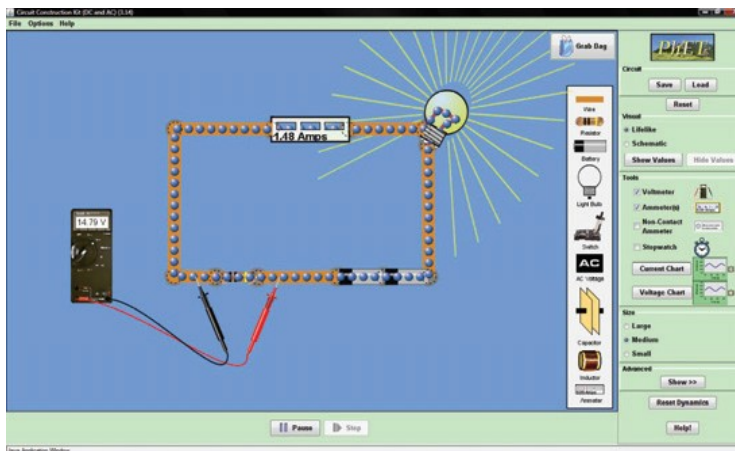 Circuit Construction Kit (DC and AC) (3.14)
File Options Help
Grab Bag
1.48 Amps
14.79 V
Wire
Resistor
Battery
Light Bulb
Switch
AC
AC Voltage
Capacitor
Inductor
Ammeter
PhET
Circuit
Save Load
Reset
Visual
Lifelike
Schematic
Show Values Hide Values
Tools
Voltmeter
Ammeter(s)
Non-Contact
Ammeter
Stopwatch
Current Chart
Voltage Chart
Size
Large
Medium
Small
Advanced
Show >>
Reset Dynamics
Help!
Pause Step